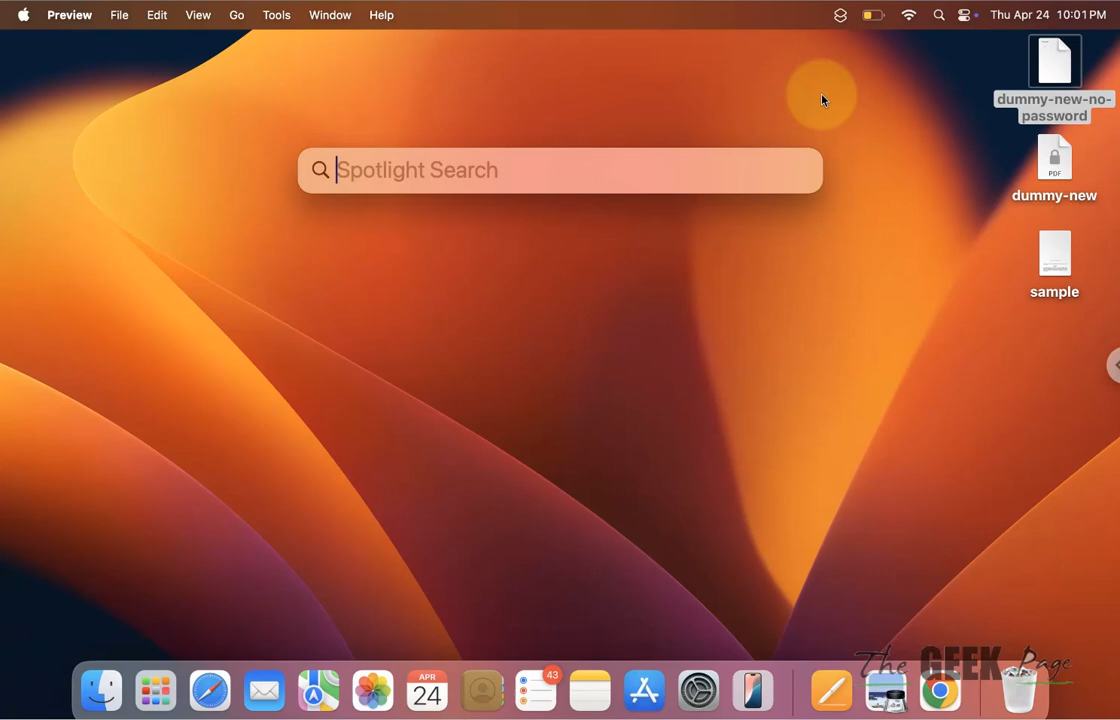 Preview File Edit View Go Tools Window Help Thu Apr 24 10:01 PM
Spotlight Search
dummy-new-no-
password
PDF
dummy-new
sample
APR
24
43
The GEEK Page